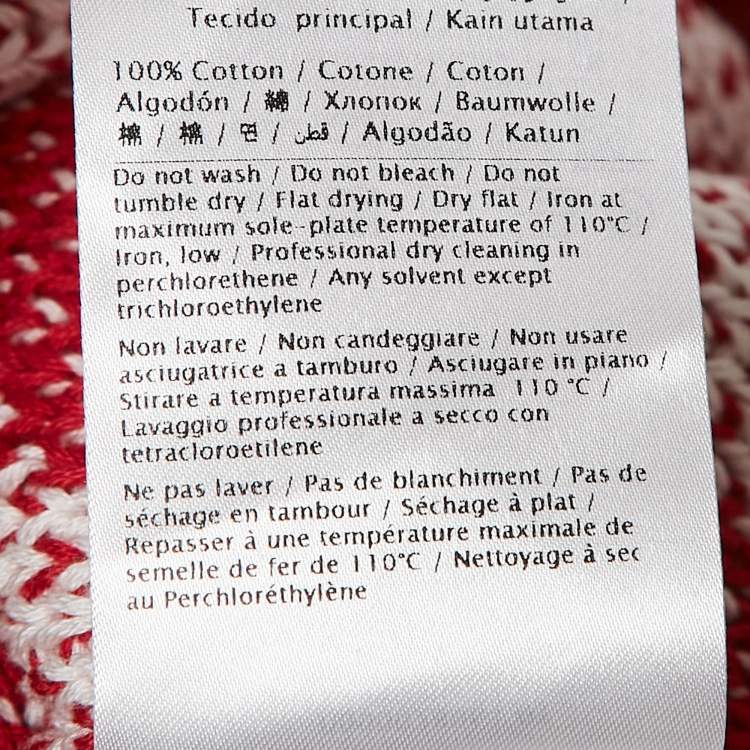 Tecido principal / Kain utama
100% Cotton / Cotone / Coton /
Algodón / 綿 / Хлопок / Baumwolle /
棉 / 棉 / 면 / قطن / Algodão / Katun
Do not wash / Do not bleach / Do not
tumble dry / Flat drying / Dry flat / Iron at
maximum sole-plate temperature of 110°C /
Iron, low / Professional dry cleaning in
perchlorethene / Any solvent except
trichloroethylene
Non lavare / Non candeggiare / Non usare
asciugatrice a tamburo / Asciugare in piano /
Stirare a temperatura massima 110 °C /
Lavaggio professionale a secco con
tetracloroetilene
Ne pas laver / Pas de blanchiment / Pas de
séchage en tambour / Séchage à plat /
Repasser à une température maximale de
semelle de fer de 110°C / Nettoyage à sec
au Perchloréthylène